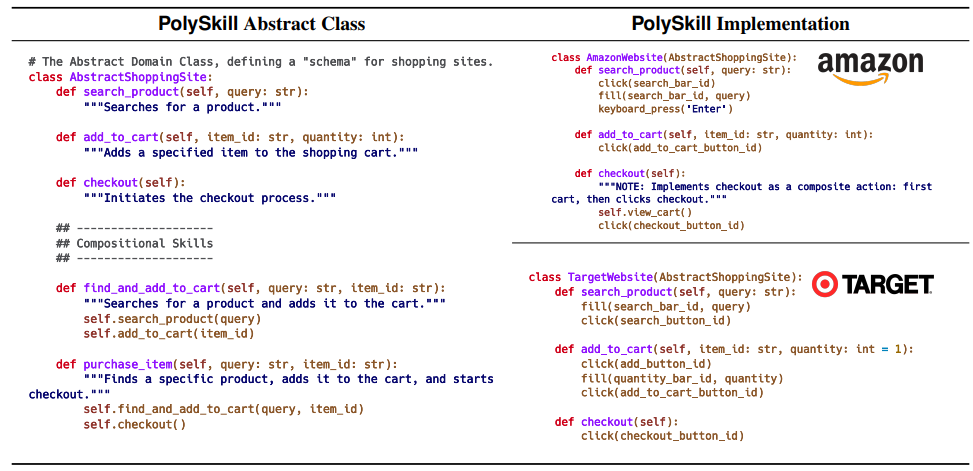 PolySkill Abstract Class
# The Abstract Domain Class, defining a "schema" for shopping sites.
class AbstractShoppingSite:
    def search_product(self, query: str):
        """Searches for a product."""
    def add_to_cart(self, item_id: str, quantity: int):
        """Adds a specified item to the shopping cart."""
    def checkout(self):
        """Initiates the checkout process."""
    ## ---------------------
    ## Compositional Skills
    ## ---------------------
    def find_and_add_to_cart(self, query: str, item_id: str):
        """Searches for a product and adds it to the cart."""
        self.search_product(query)
        self.add_to_cart(item_id)
    def purchase_item(self, query: str, item_id: str):
        """Finds a specific product, adds it to the cart, and starts
checkout."""
        self.find_and_add_to_cart(query, item_id)
        self.checkout()
PolySkill Implementation
class AmazonWebsite(AbstractShoppingSite):
    def search_product(self, query: str):
        click(search_bar_id)
        fill(search_bar_id, query)
        keyboard_press('Enter')
    def add_to_cart(self, item_id: str, quantity: int):
        click(add_to_cart_button_id)
    def checkout(self):
        """NOTE: Implements checkout as a composite action: first
cart, then clicks checkout."""
        self.view_cart()
        click(checkout_button_id)
amazon
class TargetWebsite(AbstractShoppingSite):
    def search_product(self, query: str):
        fill(search_bar_id, query)
        click(search_button_id)
    def add_to_cart(self, item_id: str, quantity: int = 1):
        click(add_button_id)
        fill(quantity_bar_id, quantity)
        click(add_to_cart_button_id)
    def checkout(self):
        click(checkout_button_id)
TARGET